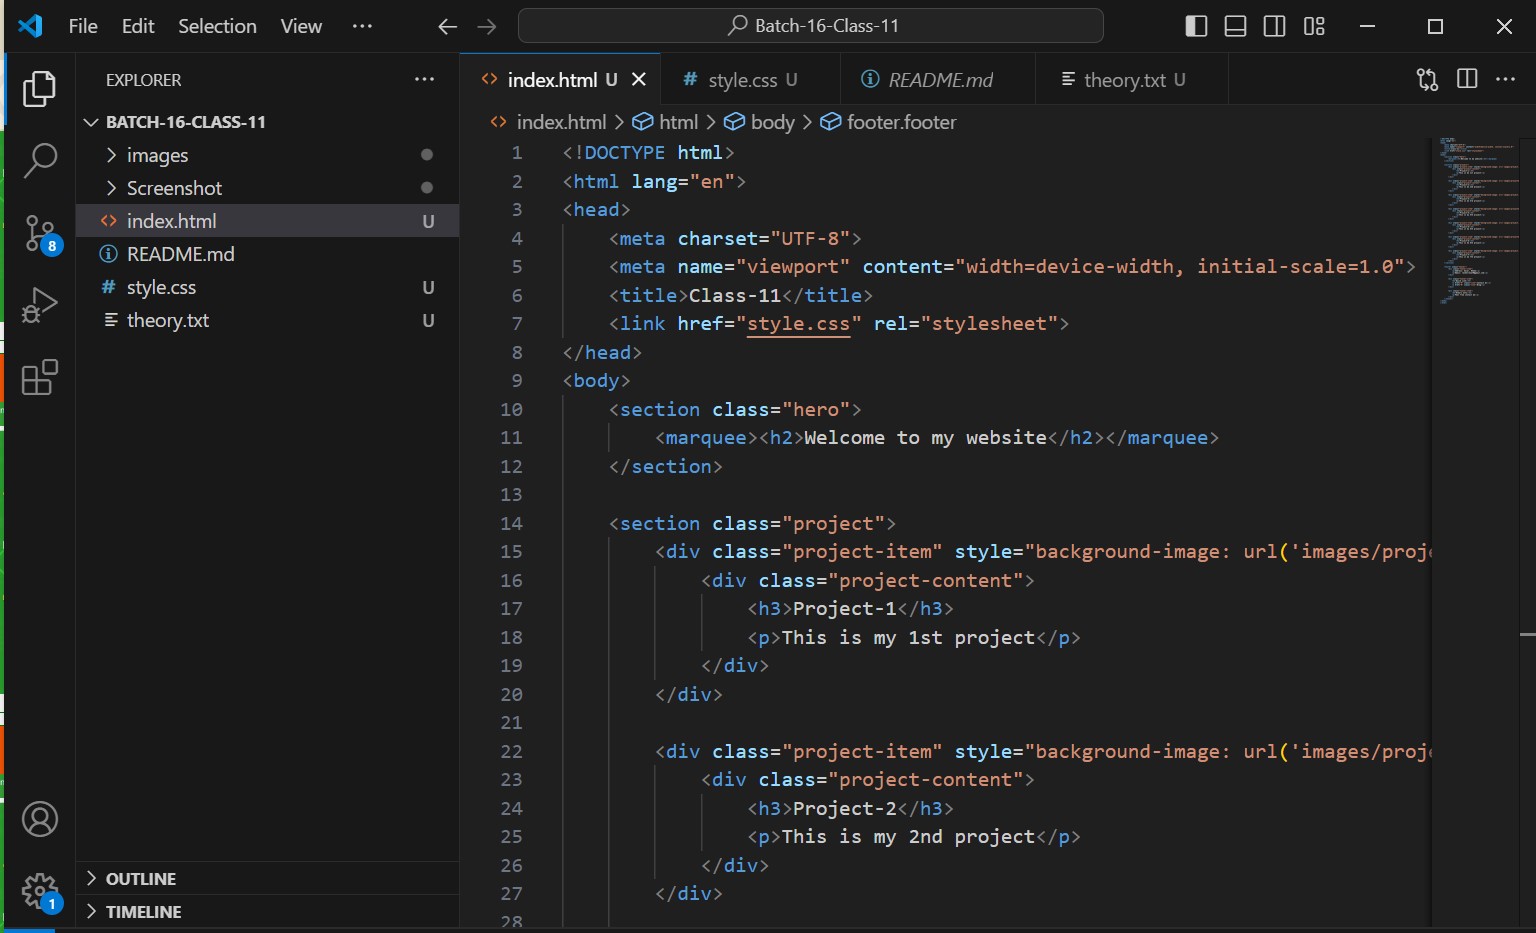 File Edit Selection View ... Batch-16-Class-11
EXPLORER ...
BATCH-16-CLASS-11
images
Screenshot
index.html U
README.md
style.css U
theory.txt U
8
1
OUTLINE
TIMELINE
index.html U style.css U README.md theory.txt U ...
index.html > html > body > footer.footer
1 <!DOCTYPE html>
2 <html lang="en">
3 <head>
4 <meta charset="UTF-8">
5 <meta name="viewport" content="width=device-width, initial-scale=1.0">
6 <title>Class-11</title>
7 <link href="style.css" rel="stylesheet">
8 </head>
9 <body>
10 <section class="hero">
11 <marquee><h2>Welcome to my website</h2></marquee>
12 </section>
13
14 <section class="project">
15 <div class="project-item" style="background-image: url('images/proj
16 <div class="project-content">
17 <h3>Project-1</h3>
18 <p>This is my 1st project</p>
19 </div>
20 </div>
21
22 <div class="project-item" style="background-image: url('images/proj
23 <div class="project-content">
24 <h3>Project-2</h3>
25 <p>This is my 2nd project</p>
26 </div>
27 </div>
28